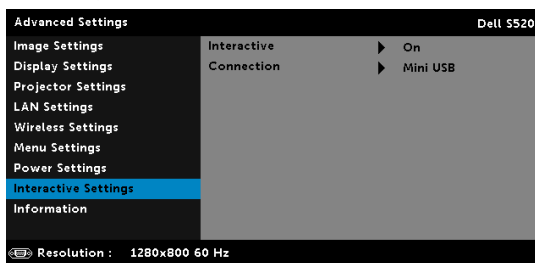 Advanced Settings Dell S520
Image Settings Interactive On
Display Settings Connection Mini USB
Projector Settings
LAN Settings
Wireless Settings
Menu Settings
Power Settings
Interactive Settings
Information
Resolution : 1280x800 60 Hz